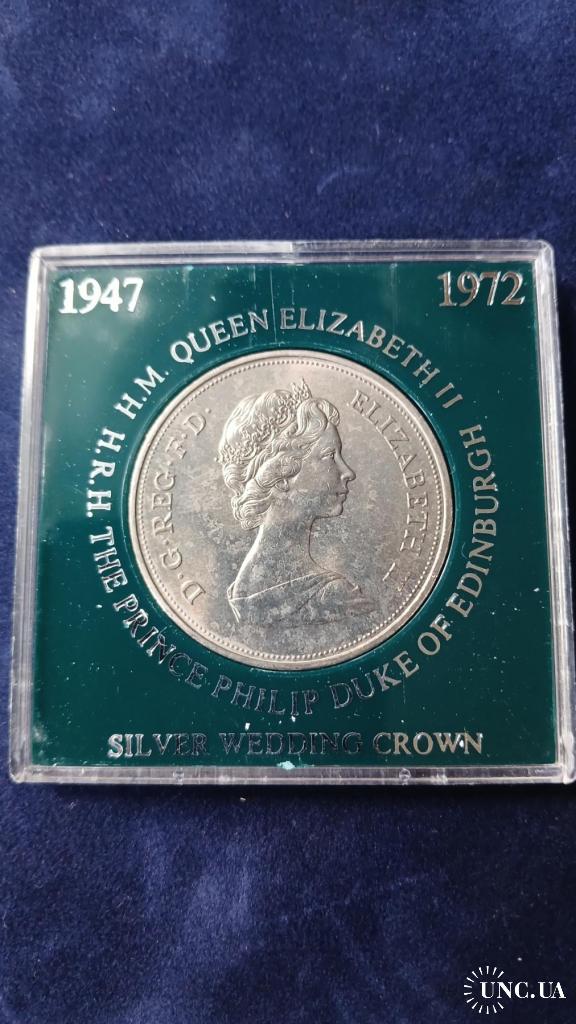 1947
1972
H.M. QUEEN ELIZABETH II
H.R.H. THE PRINCE PHILIP DUKE OF EDINBURGH
D·G·REG·F·D·
ELIZABETH II
SILVER WEDDING CROWN
UNC.UA